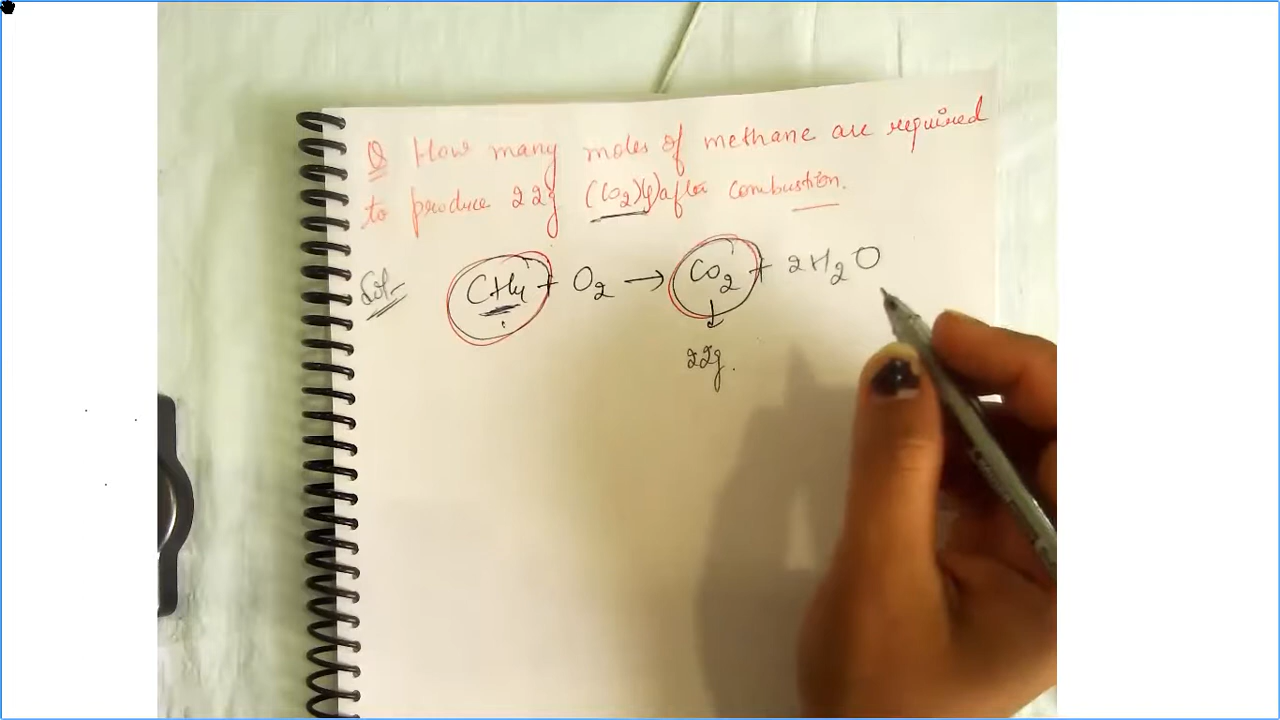 Q How many moles of methane are required
to produce 22g (CO2)(g) after combustion.
Sol- CH4 + O2 → CO2 + 2H2O
22g.